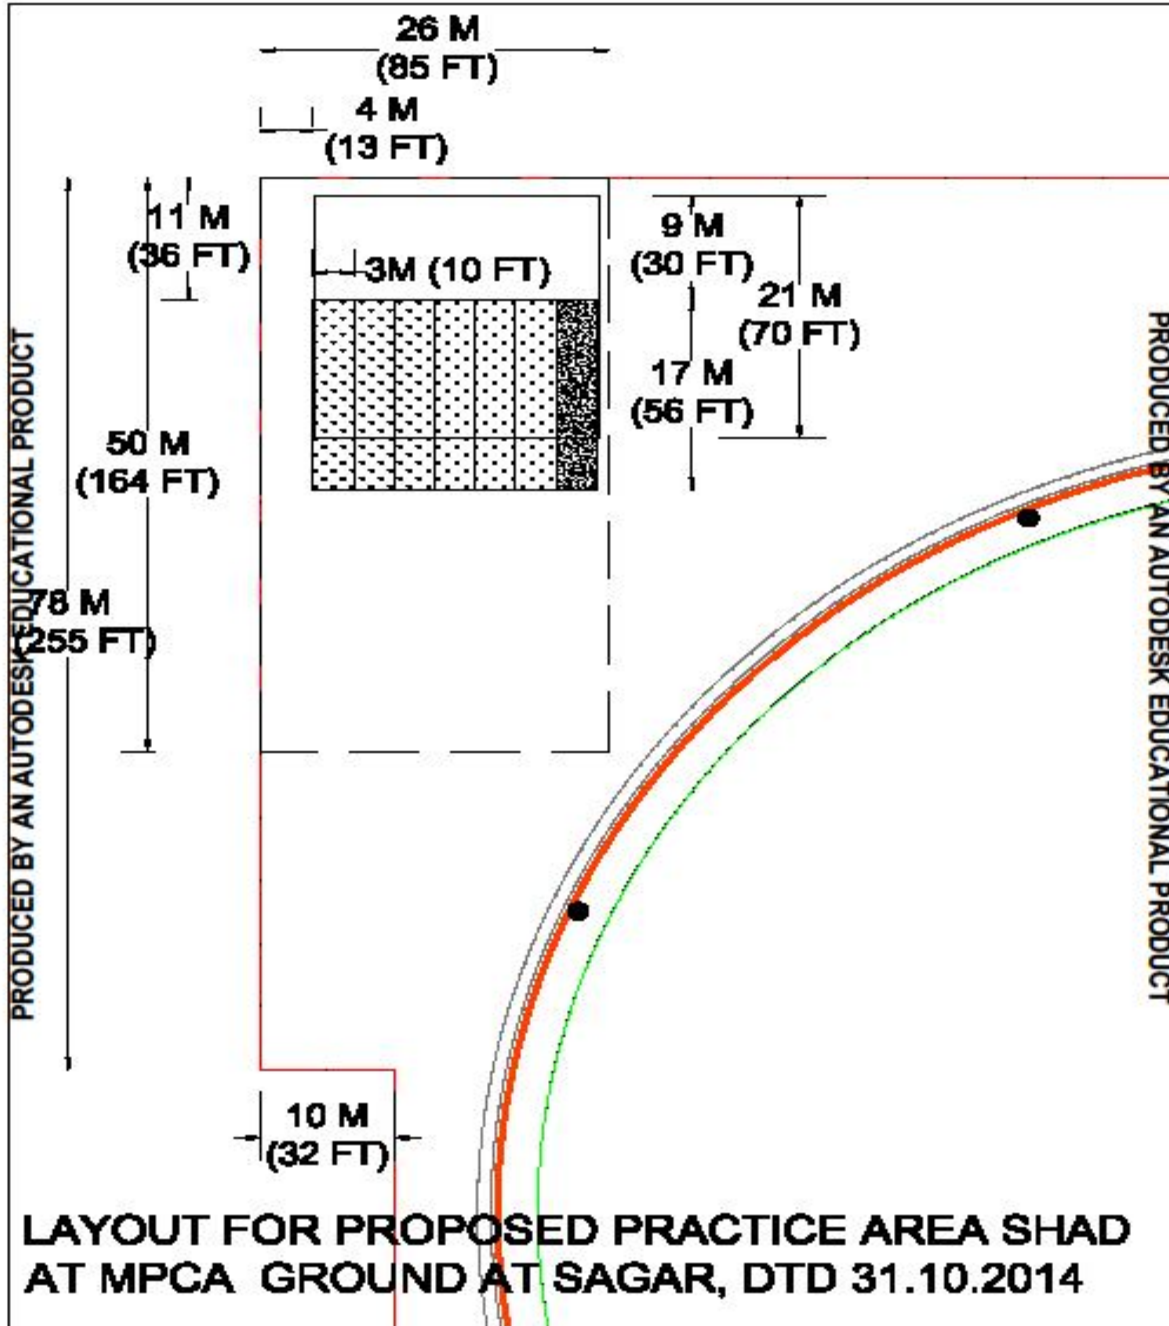 26 M
(85 FT)
4 M
(13 FT)
11 M
(36 FT)
9 M
(30 FT)
3M (10 FT)
21 M
(70 FT)
17 M
(56 FT)
50 M
(164 FT)
78 M
(255 FT)
10 M
(32 FT)
PRODUCED BY AN AUTODESK EDUCATIONAL PRODUCT
PRODUCED BY AN AUTODESK EDUCATIONAL PRODUCT
LAYOUT FOR PROPOSED PRACTICE AREA SHAD
AT MPCA GROUND AT SAGAR, DTD 31.10.2014